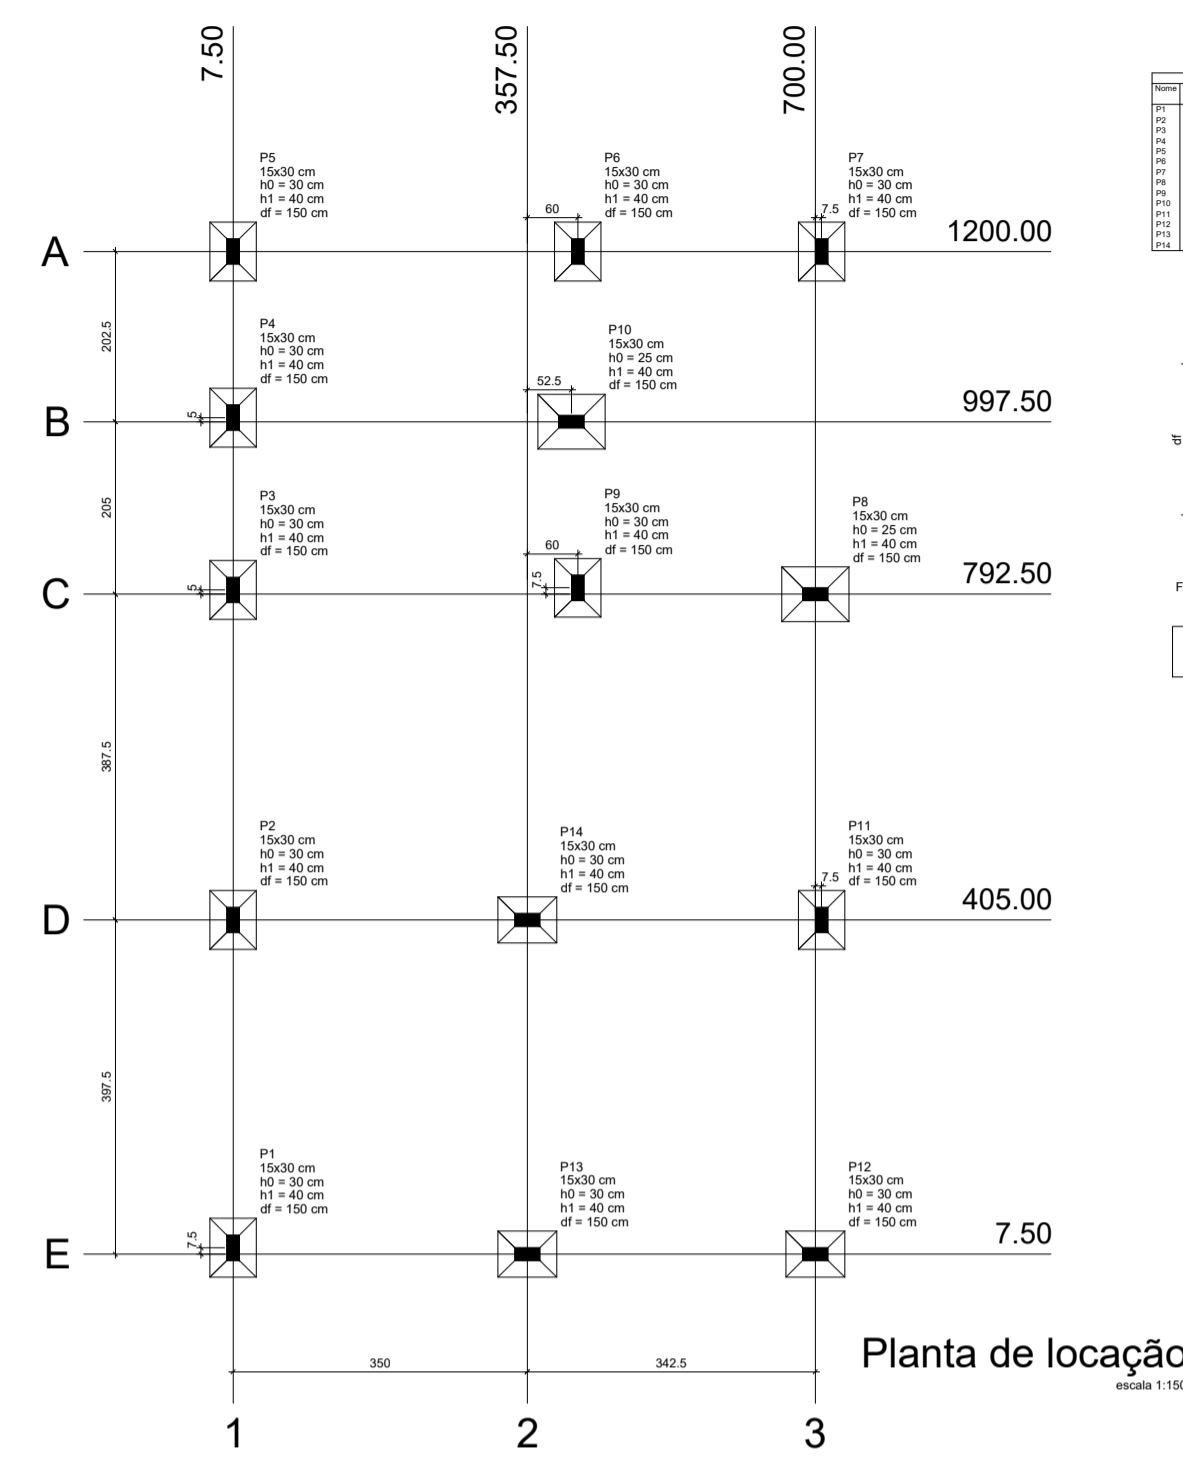 7.50
357.50
700.00
Nome
P1
P2
P3
P4
P5
P6
P7
P8
P9
P10
P11
P12
P13
P14
P5
15x30 cm
h0 = 30 cm
h1 = 40 cm
df = 150 cm
P6
15x30 cm
h0 = 30 cm
h1 = 40 cm
df = 150 cm
60
P7
15x30 cm
h0 = 30 cm
h1 = 40 cm
df = 150 cm
7.5
A
1200.00
202.5
P4
15x30 cm
h0 = 30 cm
h1 = 40 cm
df = 150 cm
5
P10
15x30 cm
h0 = 25 cm
h1 = 40 cm
df = 150 cm
52.5
B
997.50
df
205
P3
15x30 cm
h0 = 30 cm
h1 = 40 cm
df = 150 cm
5
P9
15x30 cm
h0 = 30 cm
h1 = 40 cm
df = 150 cm
60
7.5
P8
15x30 cm
h0 = 25 cm
h1 = 40 cm
df = 150 cm
C
792.50
F
387.5
P2
15x30 cm
h0 = 30 cm
h1 = 40 cm
df = 150 cm
P14
15x30 cm
h0 = 30 cm
h1 = 40 cm
df = 150 cm
P11
15x30 cm
h0 = 30 cm
h1 = 40 cm
df = 150 cm
7.5
D
405.00
397.5
P1
15x30 cm
h0 = 30 cm
h1 = 40 cm
df = 150 cm
7.5
P13
15x30 cm
h0 = 30 cm
h1 = 40 cm
df = 150 cm
P12
15x30 cm
h0 = 30 cm
h1 = 40 cm
df = 150 cm
E
7.50
350
342.5
Planta de locação
escala 1:150
1
2
3